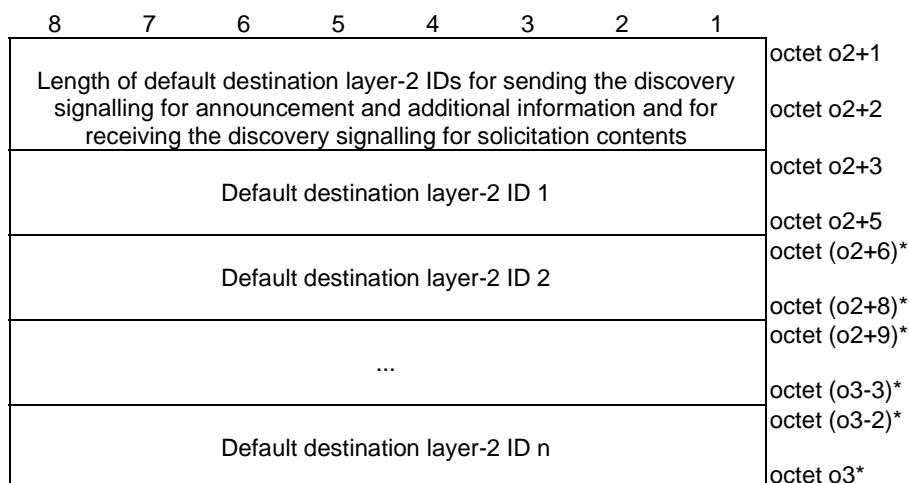 8 7 6 5 4 3 2 1
octet o2+1
Length of default destination layer-2 IDs for sending the discovery
signalling for announcement and additional information and for
receiving the discovery signalling for solicitation contents
octet o2+2
octet o2+3
Default destination layer-2 ID 1
octet o2+5
octet (o2+6)*
Default destination layer-2 ID 2
octet (o2+8)*
octet (o2+9)*
...
octet (o3-3)*
octet (o3-2)*
Default destination layer-2 ID n
octet o3*